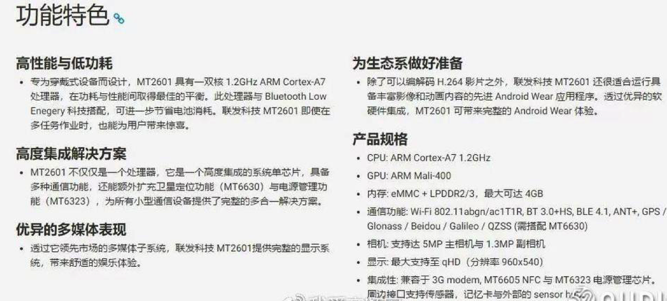 功能特色
高性能与低功耗
• 专为穿戴式设备而设计，MT2601 具有一双核 1.2GHz ARM Cortex-A7
处理器，在功耗与性能间取得最佳的平衡。此处理器与 Bluetooth Low
Enegery 科技搭配，可进一步节省电池消耗。联发科技 MT2601 即使在
多任务作业时，也能为用户带来惊喜。
高度集成解决方案
• MT2601 不仅仅是一个处理器，它是一个高度集成的系统单芯片，具备
多种通信功能，还能额外扩充卫星定位功能（MT6630）与电源管理功
能（MT6323），为所有小型通信设备提供了完整的多合一解决方案。
优异的多媒体表现
• 透过它领先市场的多媒体子系统，联发科技 MT2601提供完整的显示系
统，带来舒适的娱乐体验。
为生态系做好准备
• 除了可以编解码 H.264 影片之外，联发科技 MT2601 还很适合运行具
备丰富影像和动画内容的先进 Android Wear 应用程序。透过优异的软
硬件集成，MT2601 可带来完整的 Android Wear 体验。
产品规格
• CPU: ARM Cortex-A7 1.2GHz
• GPU: ARM Mali-400
• 内存: eMMC + LPDDR2/3，最大可达 4GB
• 通信功能: Wi-Fi 802.11abgn/ac1T1R, BT 3.0+HS, BLE 4.1, ANT+, GPS /
Glonass / Beidou / Galileo / QZSS (需搭配 MT6630)
• 相机: 支持达 5MP 主相机与 1.3MP 副相机
• 显示: 最大支持至 qHD（分辨率 960x540）
• 集成性: 兼容于 3G modem, MT6605 NFC 与 MT6323 电源管理芯片。
周边接口支持传感器，记忆卡与外部的 sensor